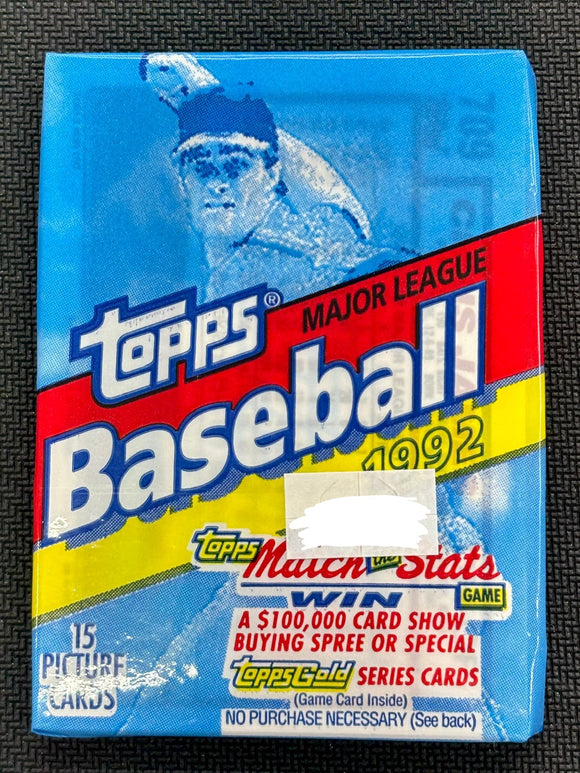 709
topps®
MAJOR LEAGUE
Baseball
1992
topps
Match the Stats
GAME
WIN
A $100,000 CARD SHOW
BUYING SPREE OR SPECIAL
toppsGold SERIES CARDS
(Game Card Inside)
NO PURCHASE NECESSARY (See back)
15
PICTURE
CARDS